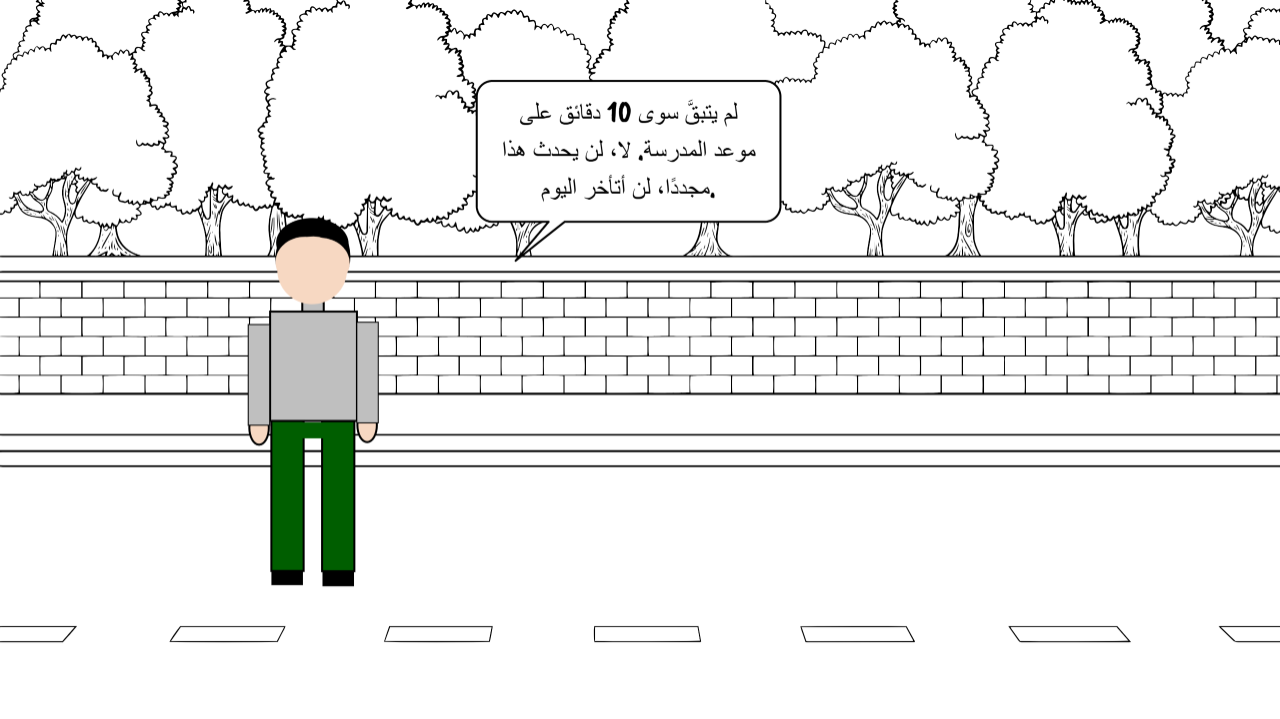 لم يتبقَّ سوى 10 دقائق على
موعد المدرسة. لا، لن يحدث هذا
.مجددًا، لن أتأخر اليوم